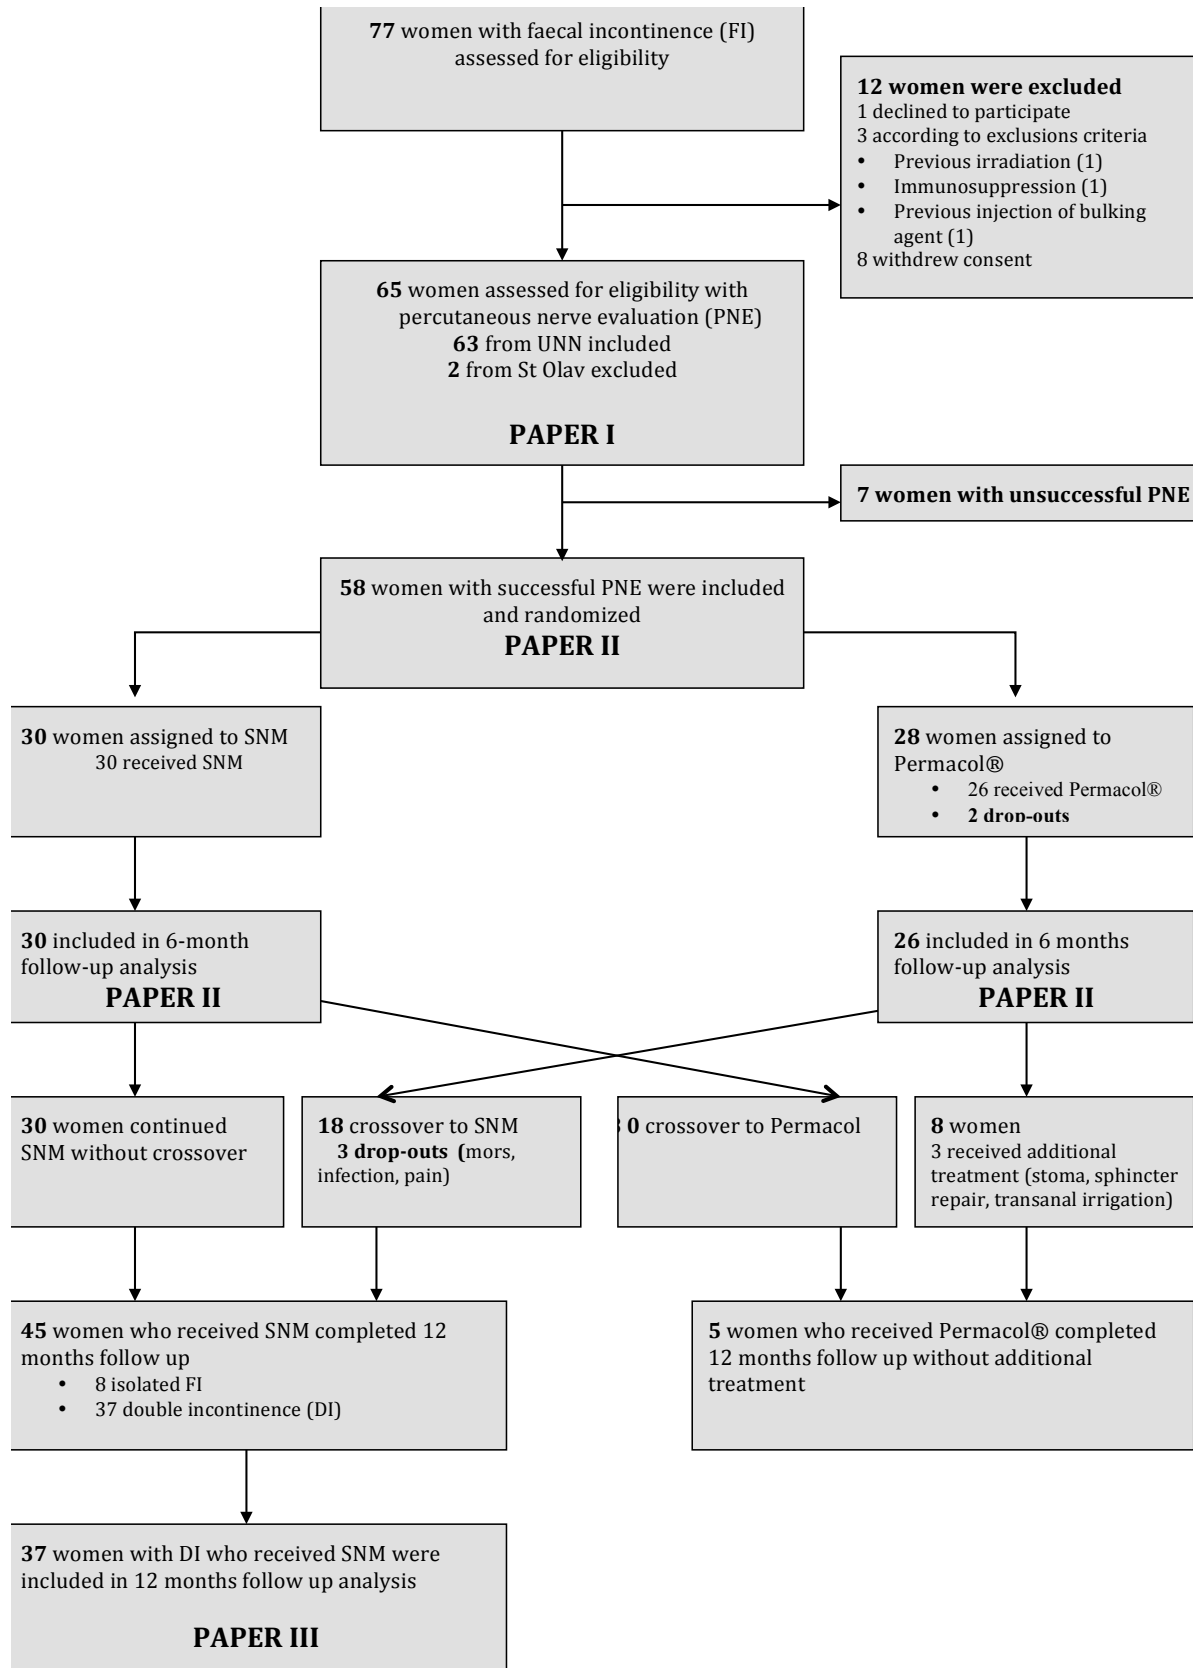 77 women with faecal incontinence (FI)
assessed for eligibility
12 women were excluded
1 declined to participate
3 according to exclusions criteria
• Previous irradiation (1)
• Immunosuppression (1)
• Previous injection of bulking
agent (1)
8 withdrew consent
65 women assessed for eligibility with
percutaneous nerve evaluation (PNE)
63 from UNN included
2 from St Olav excluded
PAPER I
7 women with unsuccessful PNE
58 women with successful PNE were included
and randomized
PAPER II
30 women assigned to SNM
30 received SNM
28 women assigned to
Permacol®
• 26 received Permacol®
• 2 drop-outs
30 included in 6-month
follow-up analysis
PAPER II
26 included in 6 months
follow-up analysis
PAPER II
30 women continued
SNM without crossover
18 crossover to SNM
3 drop-outs (mors,
infection, pain)
0 crossover to Permacol
8 women
3 received additional
treatment (stoma, sphincter
repair, transanal irrigation)
45 women who received SNM completed 12
months follow up
• 8 isolated FI
• 37 double incontinence (DI)
5 women who received Permacol® completed
12 months follow up without additional
treatment
37 women with DI who received SNM were
included in 12 months follow up analysis
PAPER III